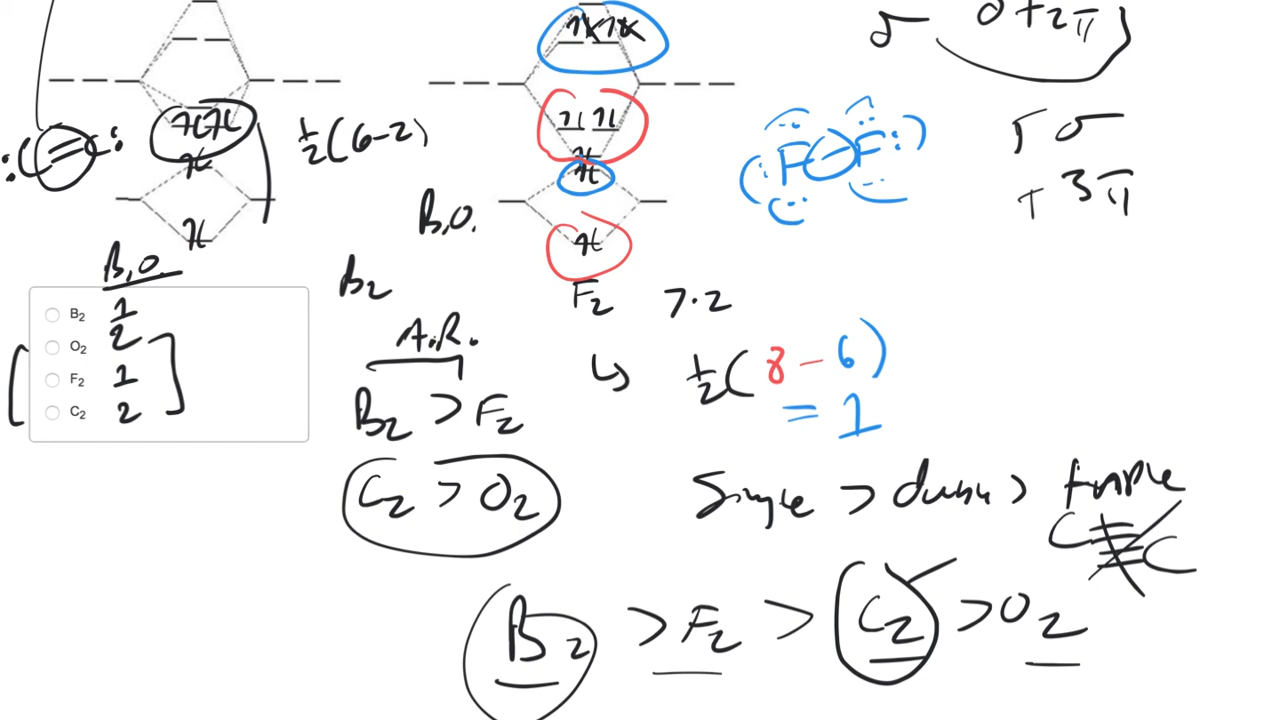 σ
σ + 2π
1/2 (6-2)
:C=C:
:F-F:
1 σ
+ 3π
B.O.
B.O.
B2
F2 7.2
B2 1
O2 2
F2 1
C2 2
A.R.
↳ 1/2 (8 - 6)
= 1
B2 > F2
C2 > O2
Single > double > triple
C≡C
B2 > F2 > C2 > O2